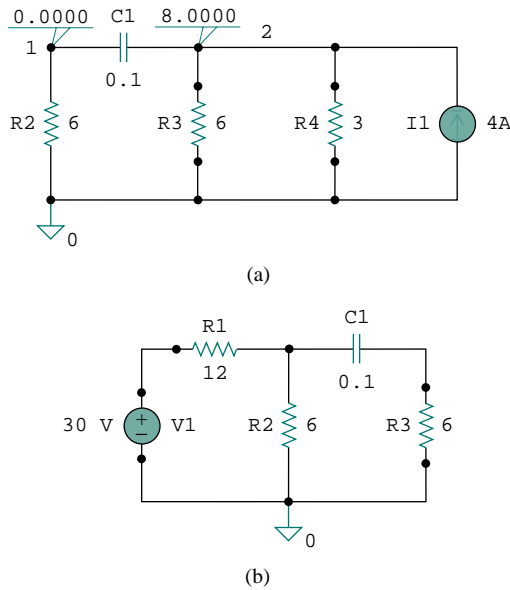 0.0000 8.0000
1 C1 2
0.1
R2 6 R3 6 R4 3 I1 4A
0
(a)
R1 C1
12 0.1
30 V V1 R2 6 R3 6
0
(b)